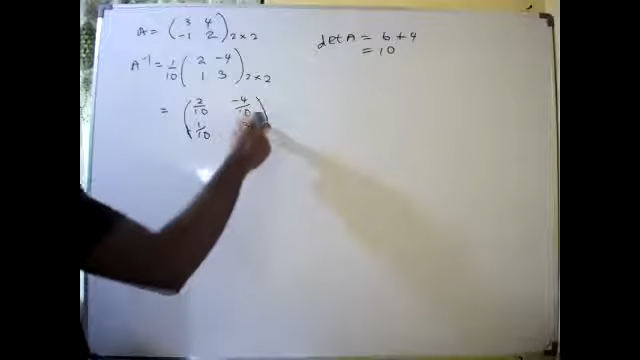 A = ( 3 4
-1 2 )2×2
det A = 6 + 4
= 10
A⁻¹ = 1/10 ( 2 -4
1 3 )2×2
= ( 2/10 -4/10
1/10